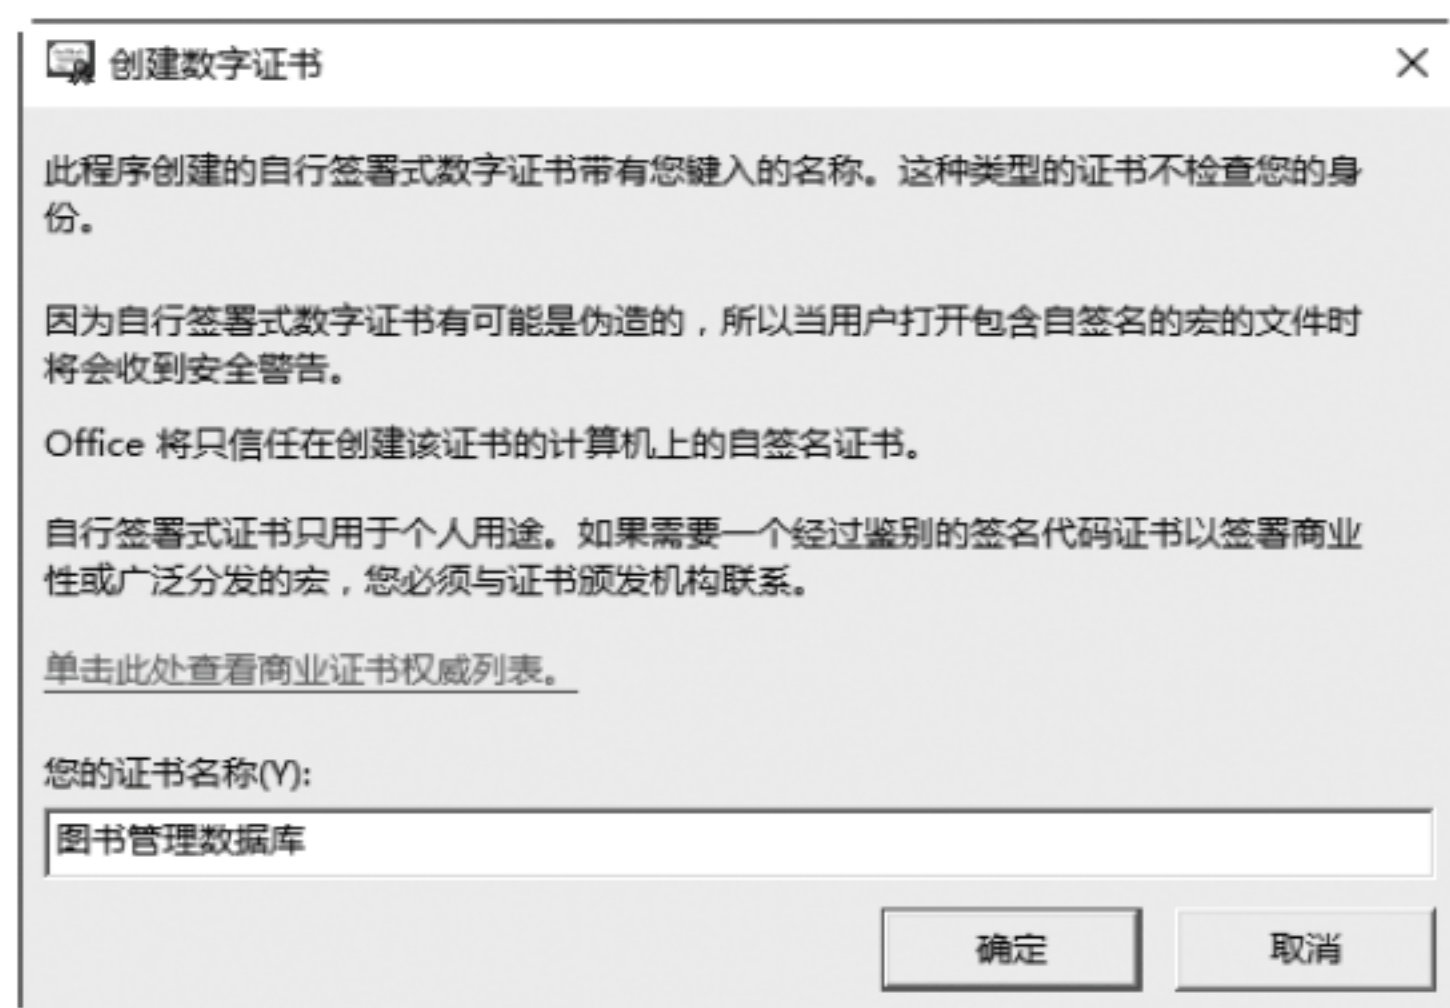 创建数字证书
此程序创建的自行签署式数字证书带有您键入的名称。这种类型的证书不检查您的身
份。
因为自行签署式数字证书有可能是伪造的，所以当用户打开包含自签名的宏的文件时
将会收到安全警告。
Office 将只信任在创建该证书的计算机上的自签名证书。
自行签署式证书只用于个人用途。如果需要一个经过鉴别的签名代码证书以签署商业
性或广泛分发的宏，您必须与证书颁发机构联系。
单击此处查看商业证书权威列表。
您的证书名称(Y):
图书管理数据库
确定 取消